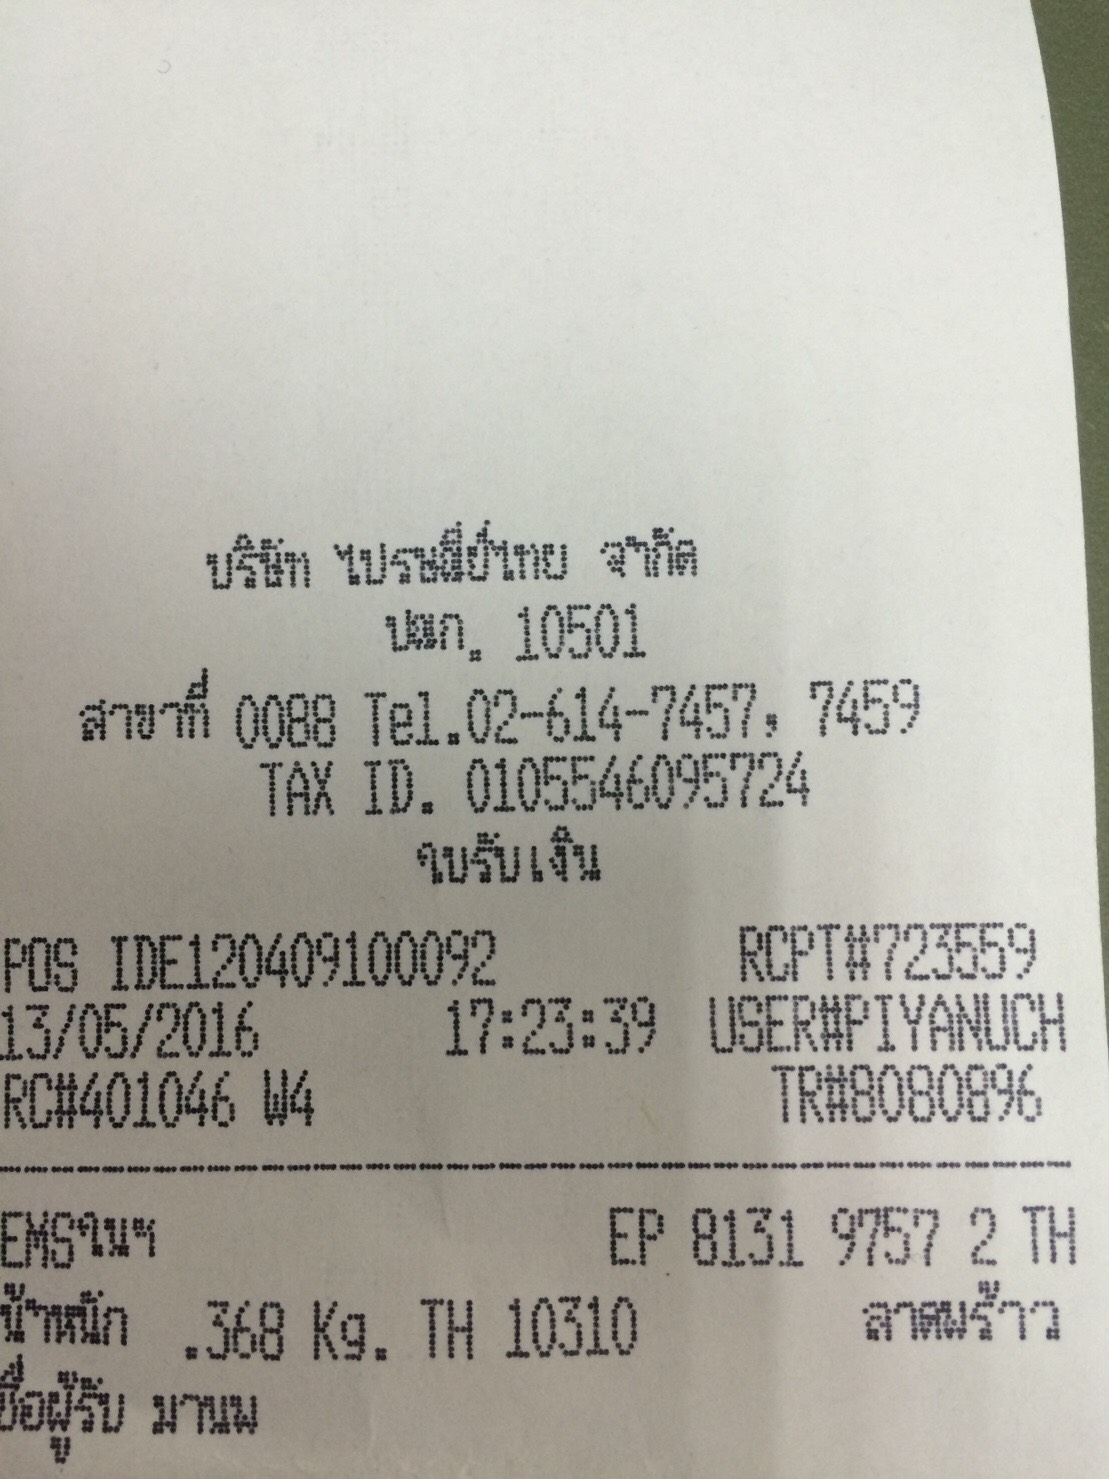 บริษัท ไปรษณีย์ไทย จำกัด
ปณก. 10501
สาขาที่ 0088 Tel.02-614-7457, 7459
TAX ID. 0105546095724
ใบรับเงิน
POS IDE120409100092 RCPT#723559
13/05/2016 17:23:39 USER#PIYANUCH
RC#401046 W4 TR#8080896
EMSในฯ EP 8131 9757 2 TH
น้ำหนัก .368 Kg. TH 10310 ลาดพร้าว
ชื่อผู้รับ มานพ